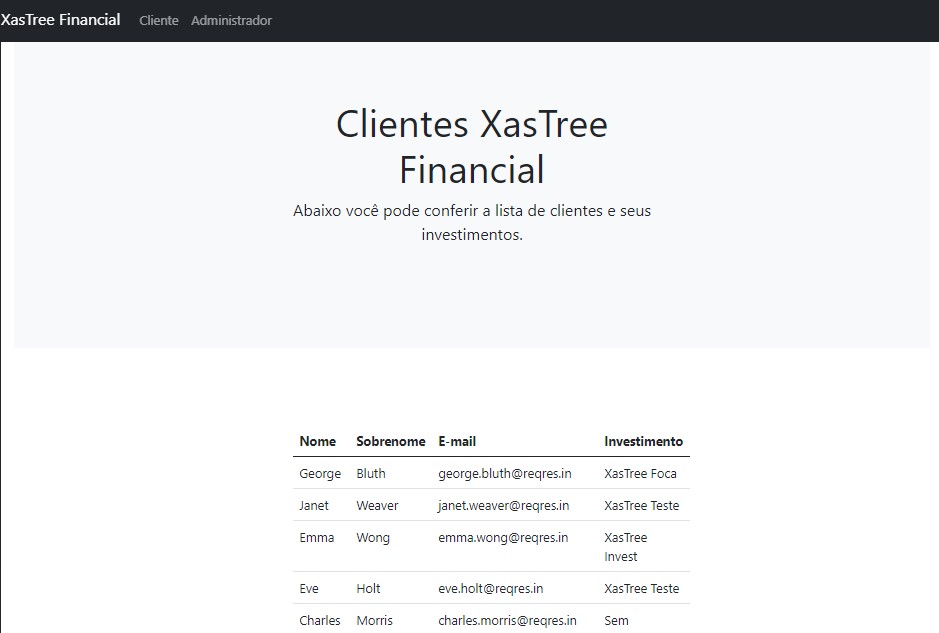 XasTree Financial Cliente Administrador
Clientes XasTree
Financial
Abaixo você pode conferir a lista de clientes e seus
investimentos.
Nome Sobrenome E-mail Investimento
George Bluth george.bluth@reqres.in XasTree Foca
Janet Weaver janet.weaver@reqres.in XasTree Teste
Emma Wong emma.wong@reqres.in XasTree
Invest
Eve Holt eve.holt@reqres.in XasTree Teste
Charles Morris charles.morris@reqres.in Sem